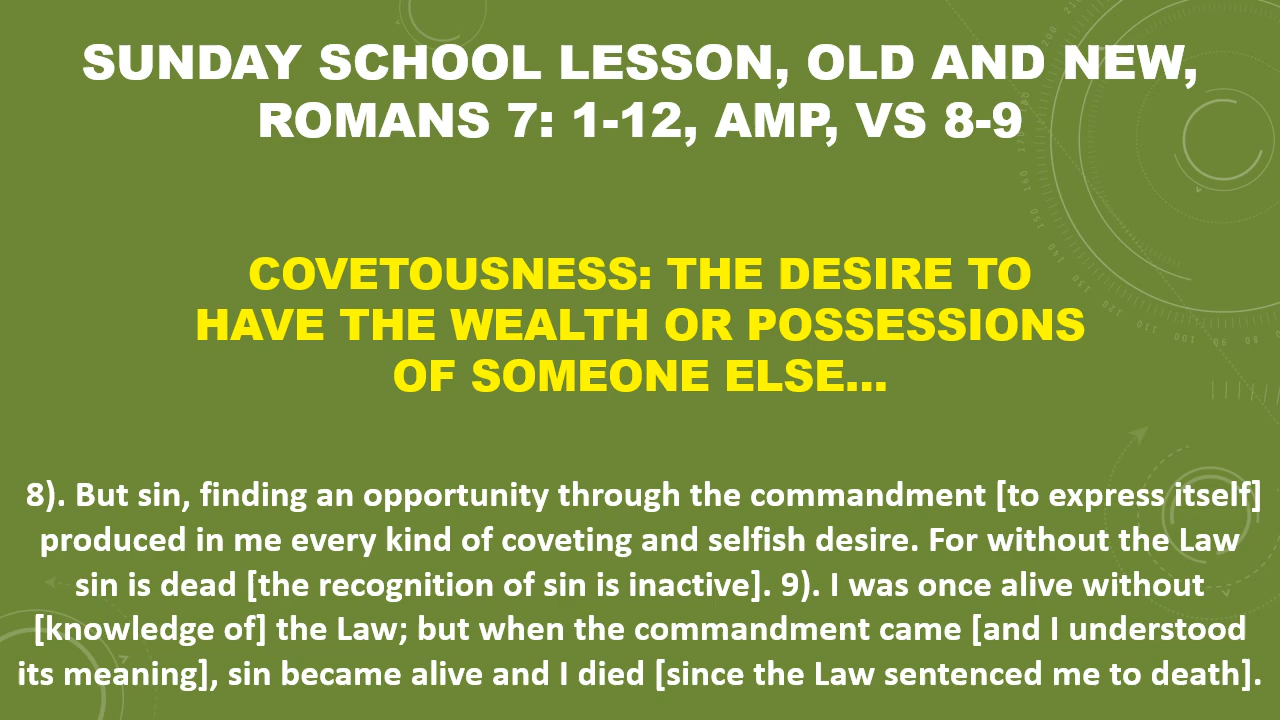 SUNDAY SCHOOL LESSON, OLD AND NEW,
ROMANS 7: 1-12, AMP, VS 8-9
COVETOUSNESS: THE DESIRE TO
HAVE THE WEALTH OR POSSESSIONS
OF SOMEONE ELSE...
8). But sin, finding an opportunity through the commandment [to express itself]
produced in me every kind of coveting and selfish desire. For without the Law
sin is dead [the recognition of sin is inactive]. 9). I was once alive without
[knowledge of] the Law; but when the commandment came [and I understood
its meaning], sin became alive and I died [since the Law sentenced me to death].